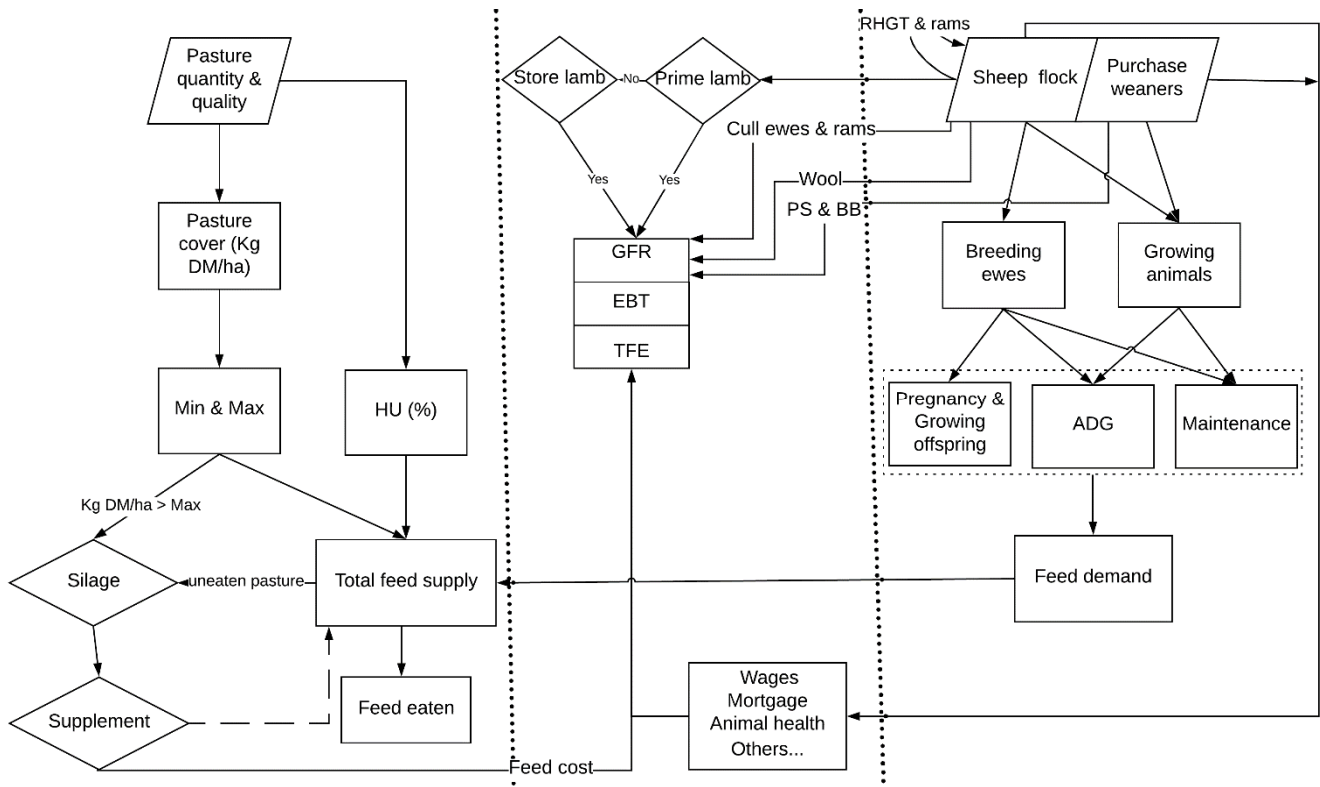 Pasture
quantity &
quality
Pasture
cover (Kg
DM/ha)
Min & Max
HU (%)
Kg DM/ha > Max
Silage
uneaten pasture
Total feed supply
Supplement
Feed eaten
Feed cost
Store lamb
No
Prime lamb
Yes
Yes
Cull ewes & rams
Wool
PS & BB
GFR
EBT
TFE
Wages
Mortgage
Animal health
Others...
RHGT & rams
Sheep flock
Purchase
weaners
Breeding
ewes
Growing
animals
Pregnancy &
Growing
offspring
ADG
Maintenance
Feed demand